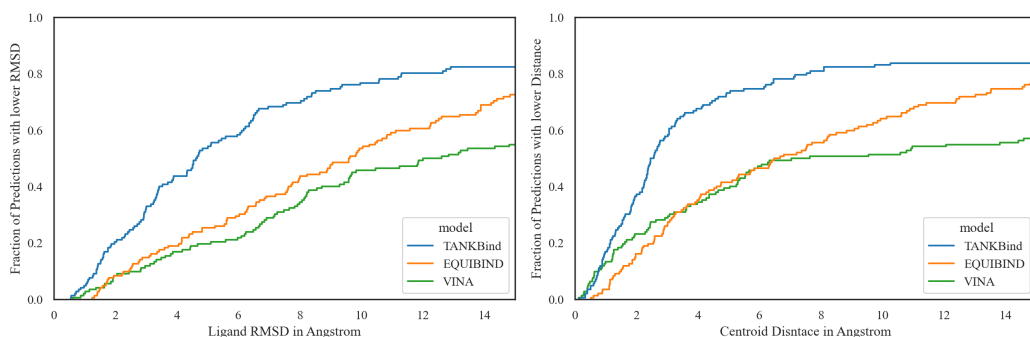 Fraction of Predictions with lower RMSD
1.0
0.8
0.6
0.4
0.2
0.0
0 2 4 6 8 10 12 14
Ligand RMSD in Angstrom
model
TANKBind
EQUIBIND
VINA
Fraction of Predictions with lower Distance
1.0
0.8
0.6
0.4
0.2
0.0
0 2 4 6 8 10 12 14
Centroid Disntace in Angstrom
model
TANKBind
EQUIBIND
VINA